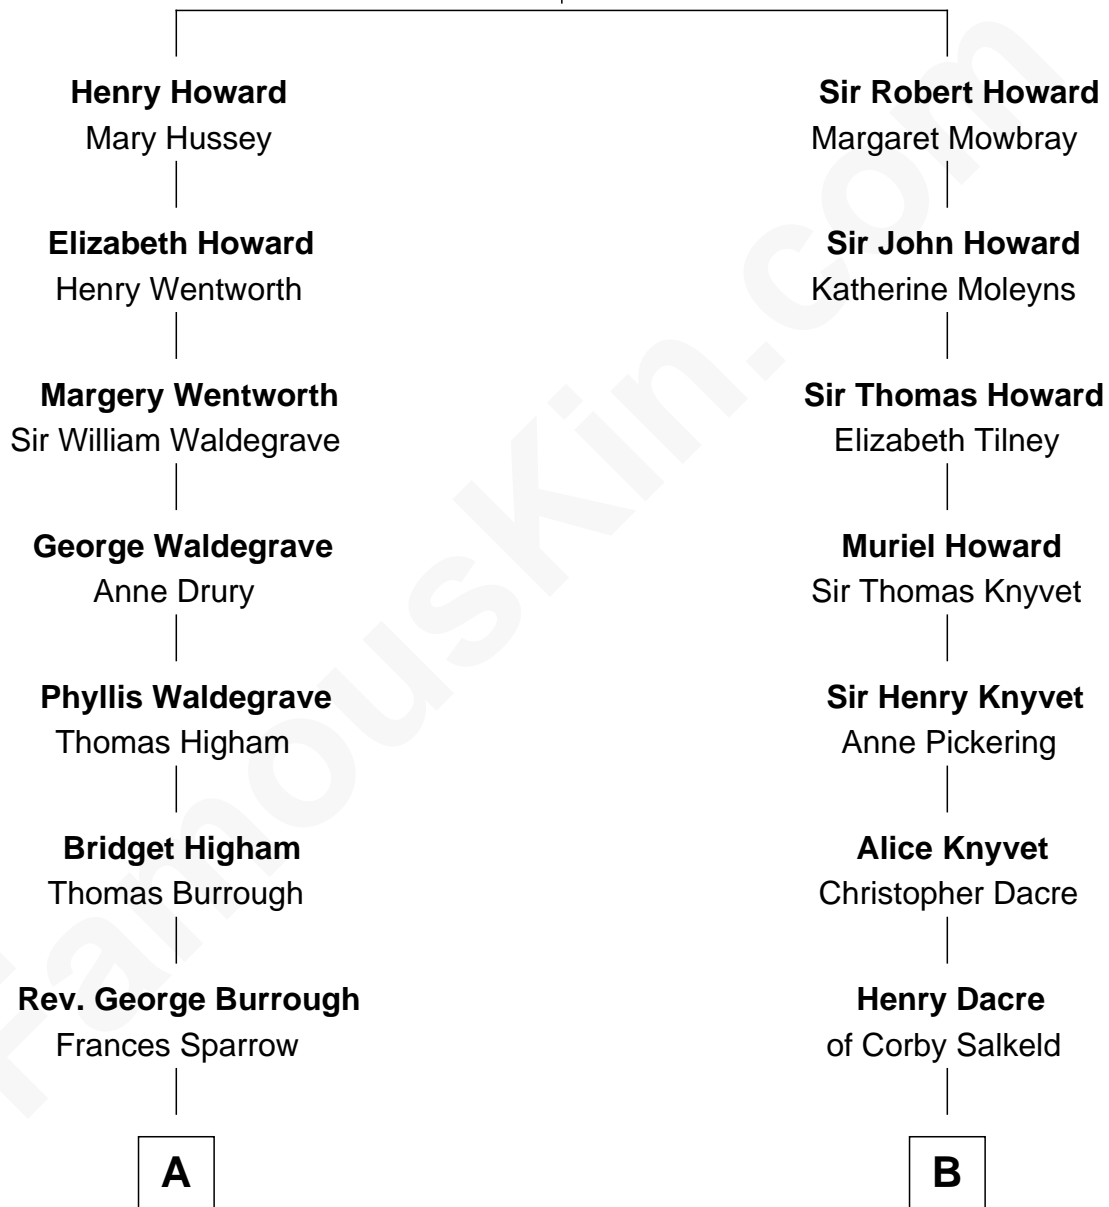 Henry Howard
Mary Hussey
Sir Robert Howard
Margaret Mowbray
Elizabeth Howard
Henry Wentworth
Sir John Howard
Katherine Moleyns
Margery Wentworth
Sir William Waldegrave
Sir Thomas Howard
Elizabeth Tilney
George Waldegrave
Anne Drury
Muriel Howard
Sir Thomas Knyvet
Phyllis Waldegrave
Thomas Higham
Sir Henry Knyvet
Anne Pickering
Bridget Higham
Thomas Burrough
Alice Knyvet
Christopher Dacre
Rev. George Burrough
Frances Sparrow
Henry Dacre
of Corby Salkeld
A
B
FamousKin.com